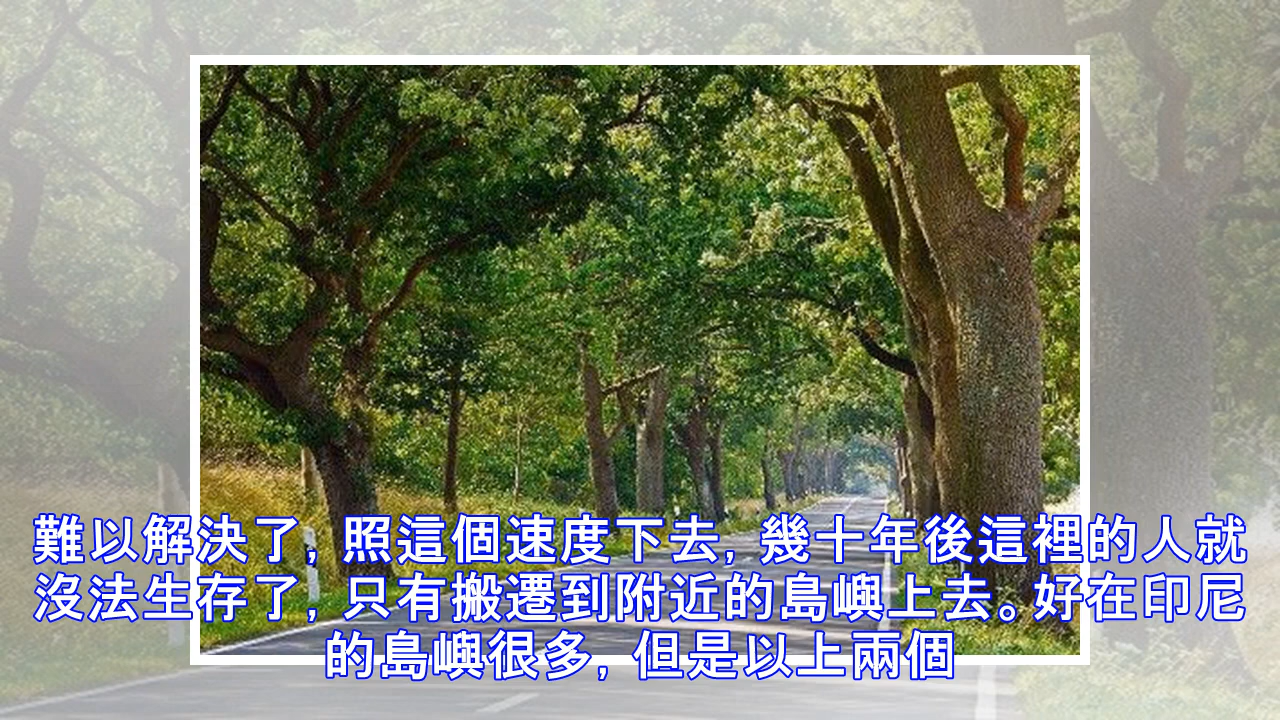 難以解決了, 照這個速度下去, 幾十年後這裡的人就
沒法生存了, 只有搬遷到附近的島嶼上去。好在印尼
的島嶼很多, 但是以上兩個